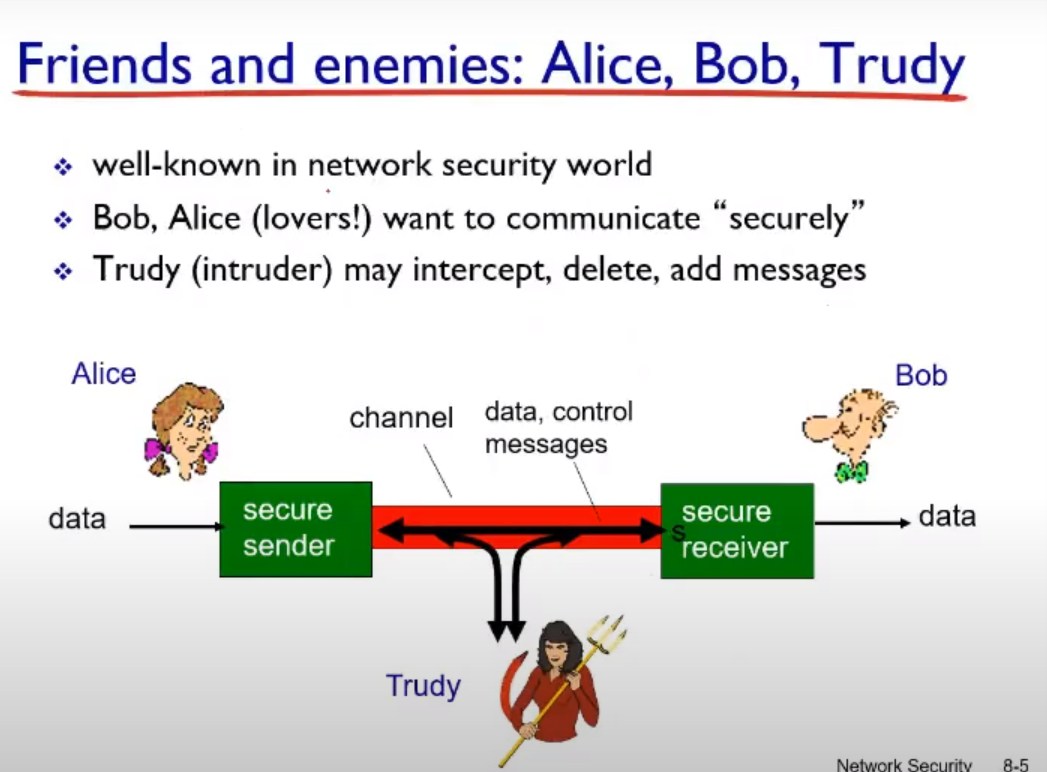 Friends and enemies: Alice, Bob, Trudy
well-known in network security world
Bob, Alice (lovers!) want to communicate “securely”
Trudy (intruder) may intercept, delete, add messages
Alice
Bob
channel
data, control
messages
data
secure
sender
s
secure
receiver
data
Trudy
Network Security 8-5